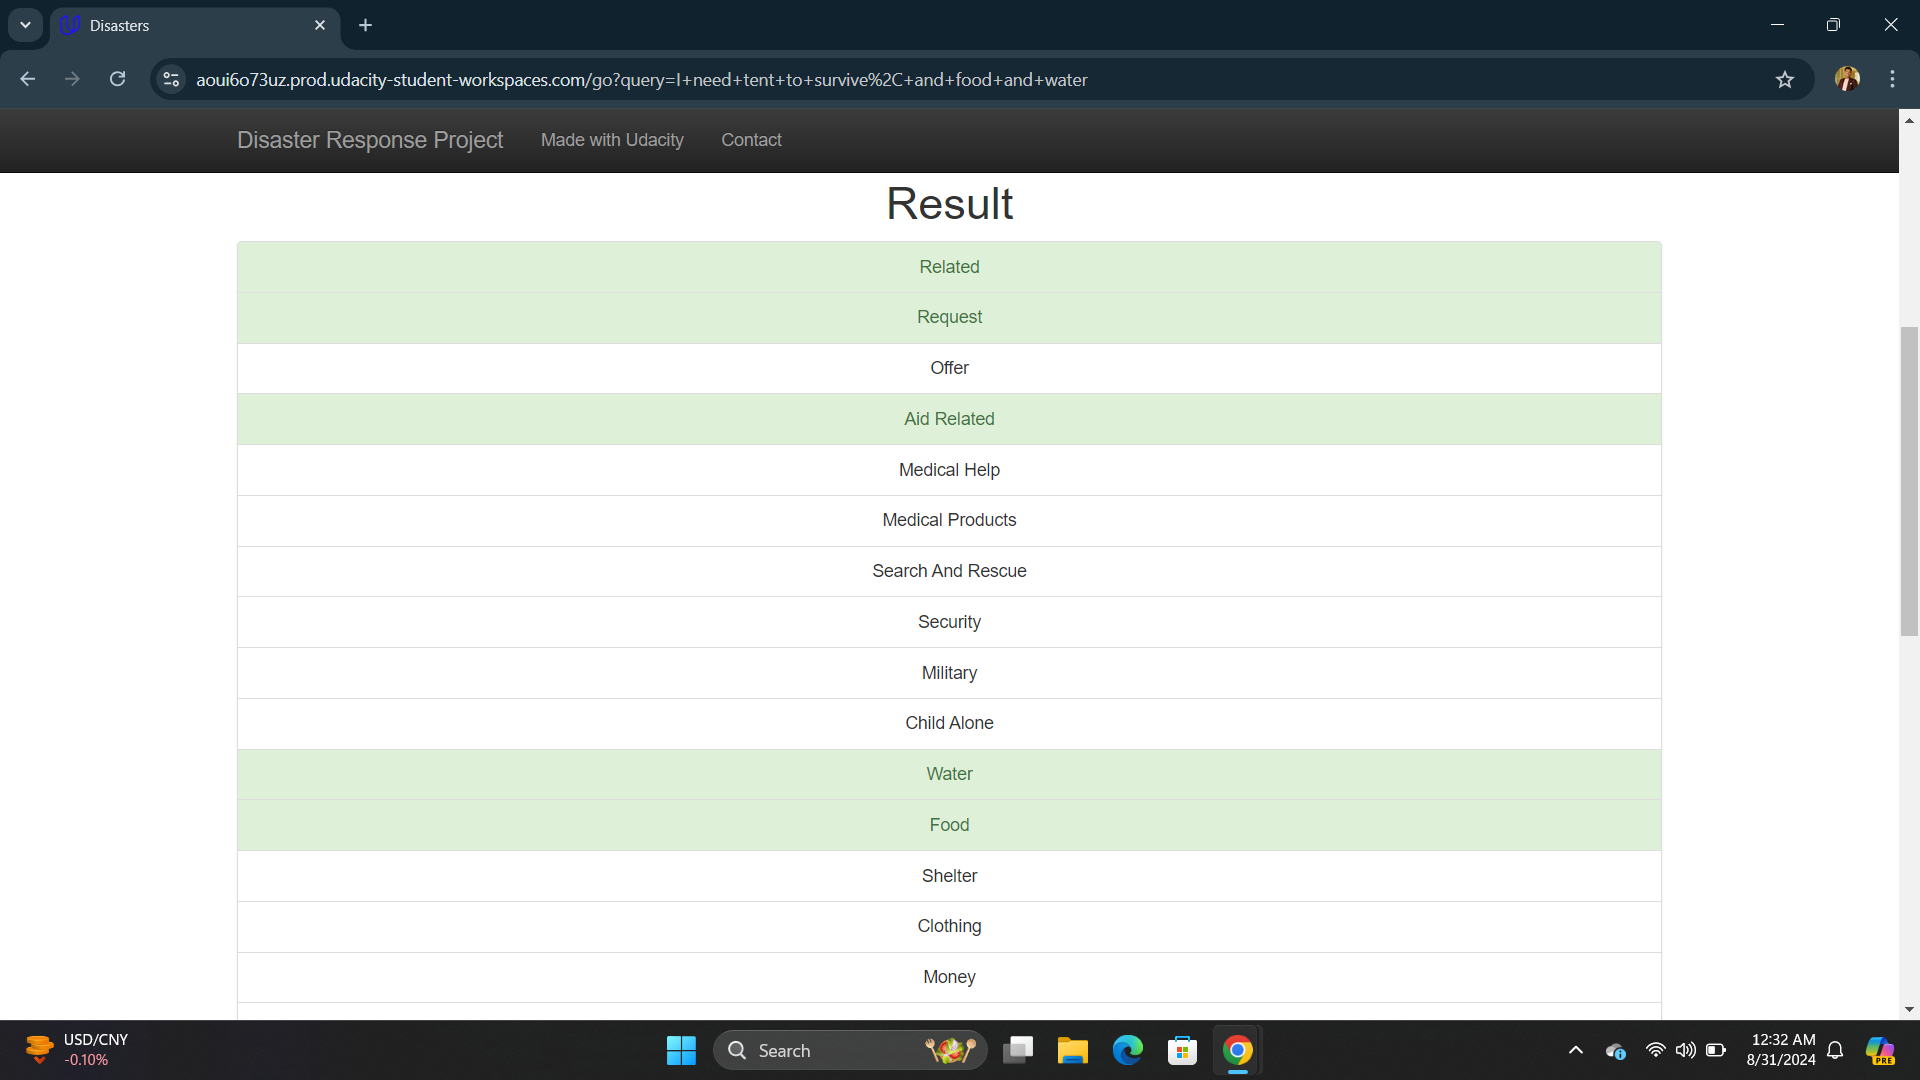 Disasters
aoui6o73uz.prod.udacity-student-workspaces.com/go?query=I+need+tent+to+survive%2C+and+food+and+water
Disaster Response Project Made with Udacity Contact
Result
Related
Request
Offer
Aid Related
Medical Help
Medical Products
Search And Rescue
Security
Military
Child Alone
Water
Food
Shelter
Clothing
Money
USD/CNY
-0.10%
Search
12:32 AM
8/31/2024
PRE